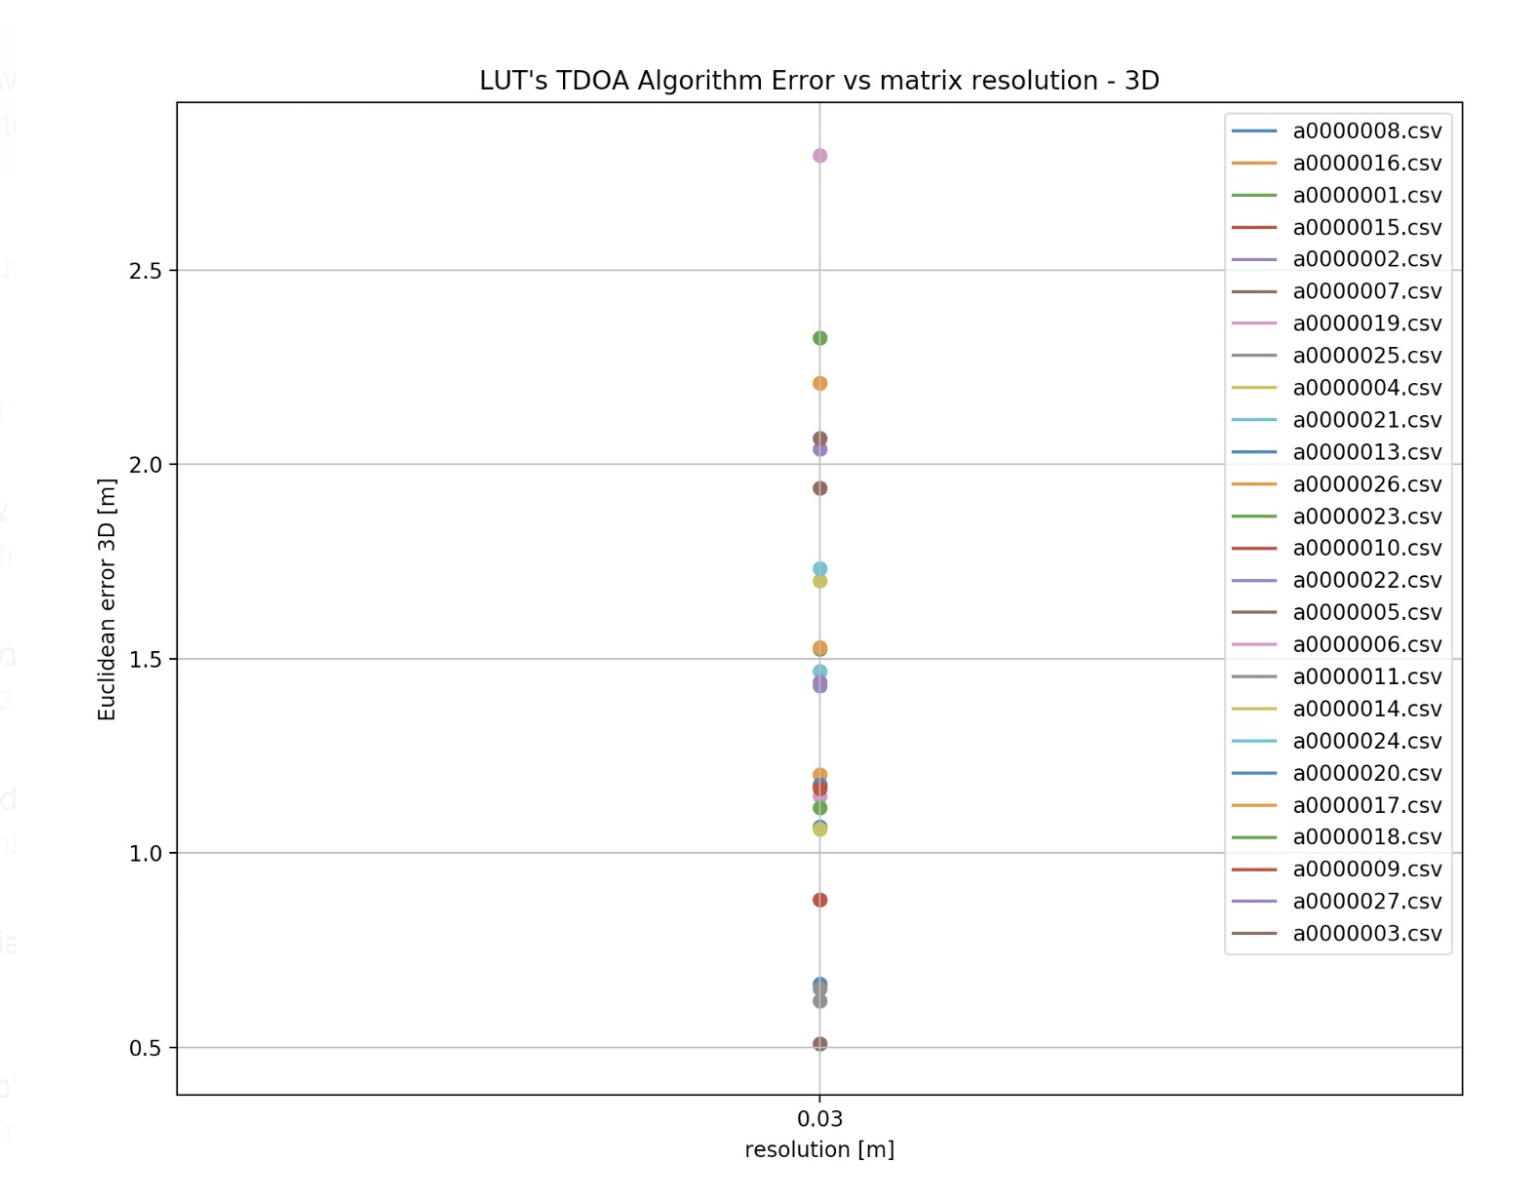 LUT's TDOA Algorithm Error vs matrix resolution - 3D
a0000008.csv
a0000016.csv
a0000001.csv
a0000015.csv
a0000002.csv
a0000007.csv
a0000019.csv
a0000025.csv
a0000004.csv
a0000021.csv
a0000013.csv
a0000026.csv
a0000023.csv
a0000010.csv
a0000022.csv
a0000005.csv
a0000006.csv
a0000011.csv
a0000014.csv
a0000024.csv
a0000020.csv
a0000017.csv
a0000018.csv
a0000009.csv
a0000027.csv
a0000003.csv
2.5
2.0
1.5
1.0
0.5
Euclidean error 3D [m]
0.03
resolution [m]